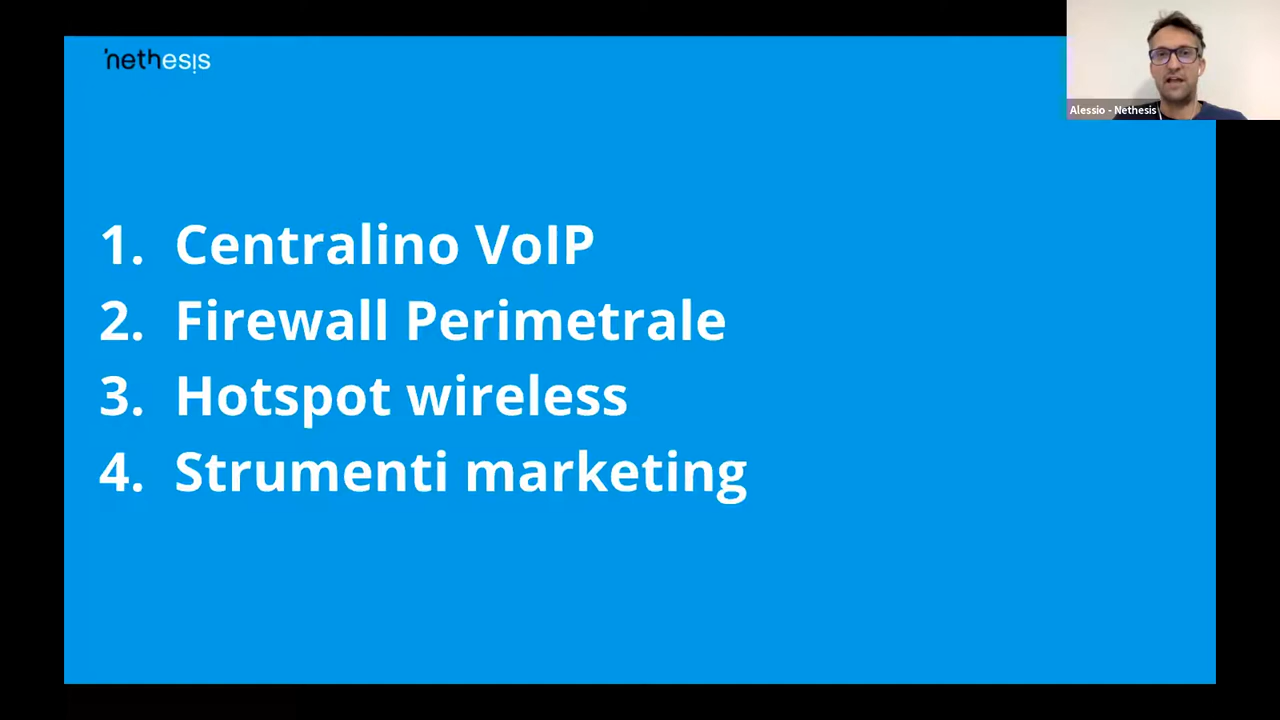 nethesis
Alessio - Nethesis
1. Centralino VoIP
2. Firewall Perimetrale
3. Hotspot wireless
4. Strumenti marketing